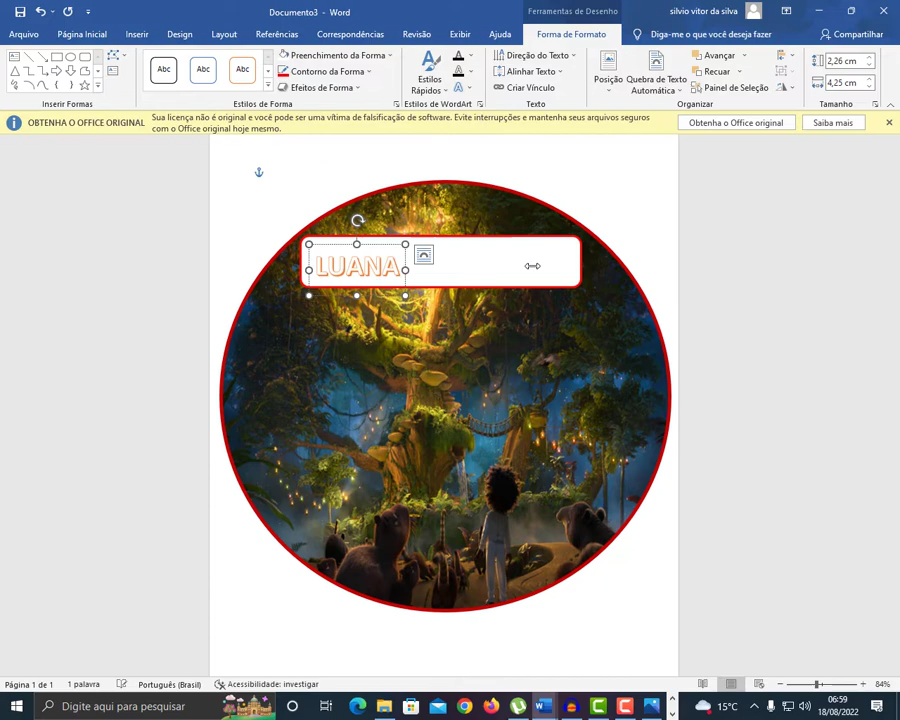 Documento3 - Word
Ferramentas de Desenho
silvio vitor da silva
Arquivo
Página Inicial
Inserir
Design
Layout
Referências
Correspondências
Revisão
Exibir
Ajuda
Forma de Formato
Diga-me o que você deseja fazer
Compartilhar
Abc
Abc
Abc
Preenchimento da Forma
Contorno da Forma
Efeitos de Forma
Estilos
Rápidos
A
A
A
Direção do Texto
Alinhar Texto
Criar Vínculo
Posição
Quebra de Texto
Automática
Avançar
Recuar
Painel de Seleção
2,26 cm
4,25 cm
Inserir Formas
Estilos de Forma
Estilos de WordArt
Texto
Organizar
Tamanho
OBTENHA O OFFICE ORIGINAL
Sua licença não é original e você pode ser uma vítima de falsificação de software. Evite interrupções e mantenha seus arquivos seguros
com o Office original hoje mesmo.
Obtenha o Office original
Saiba mais
LUANA
Página 1 de 1
1 palavra
Português (Brasil)
Acessibilidade: investigar
84%
Digite aqui para pesquisar
15°C
06:59
18/08/2022